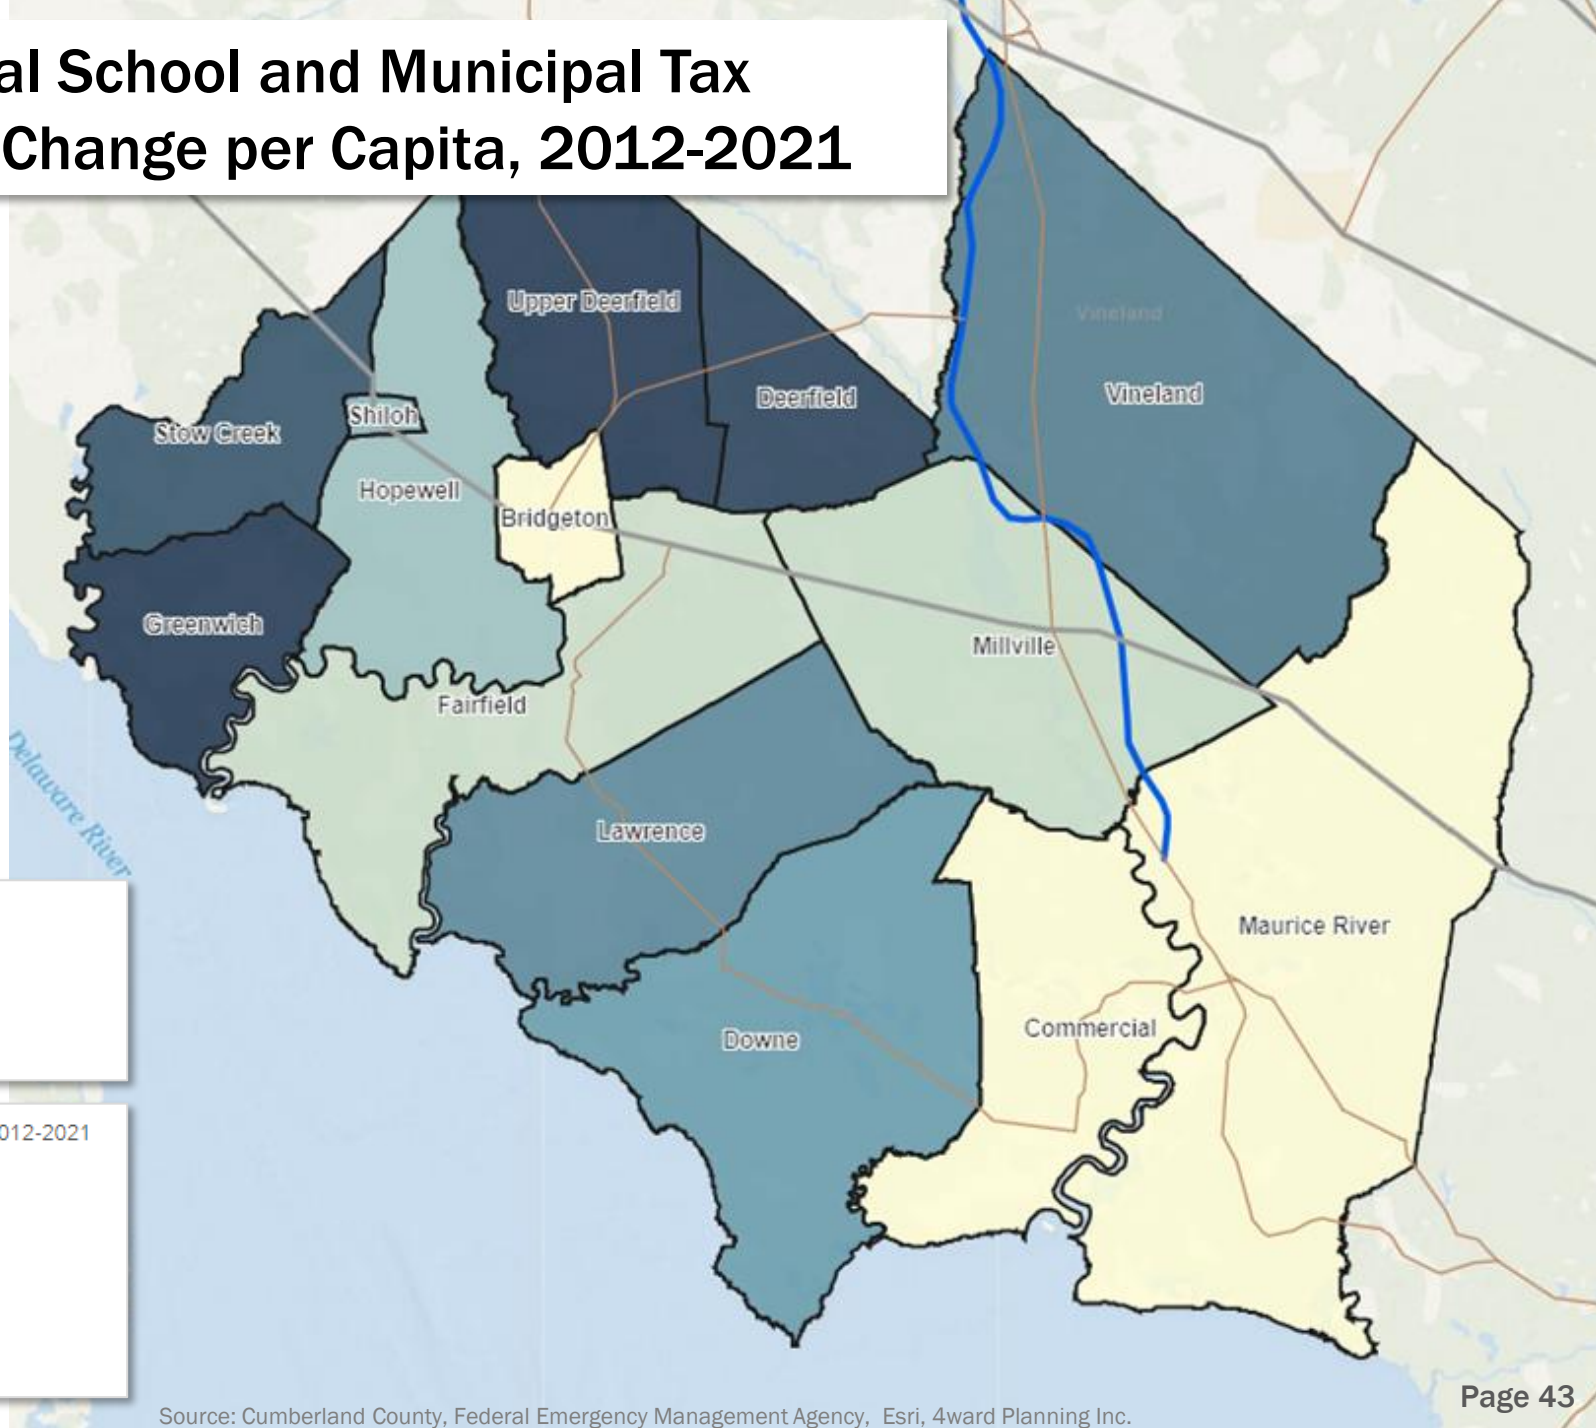 al School and Municipal Tax
Change per Capita, 2012-2021
Upper Deerfield
Vineland
Deerfield
Vineland
Shiloh
Stow Creek
Hopewell
Bridgeton
Greenwich
Millville
Fairfield
Delaware River
Lawrence
Maurice River
Commercial
Downe
012-2021
Page 43
Source: Cumberland County, Federal Emergency Management Agency, Esri, 4ward Planning Inc.